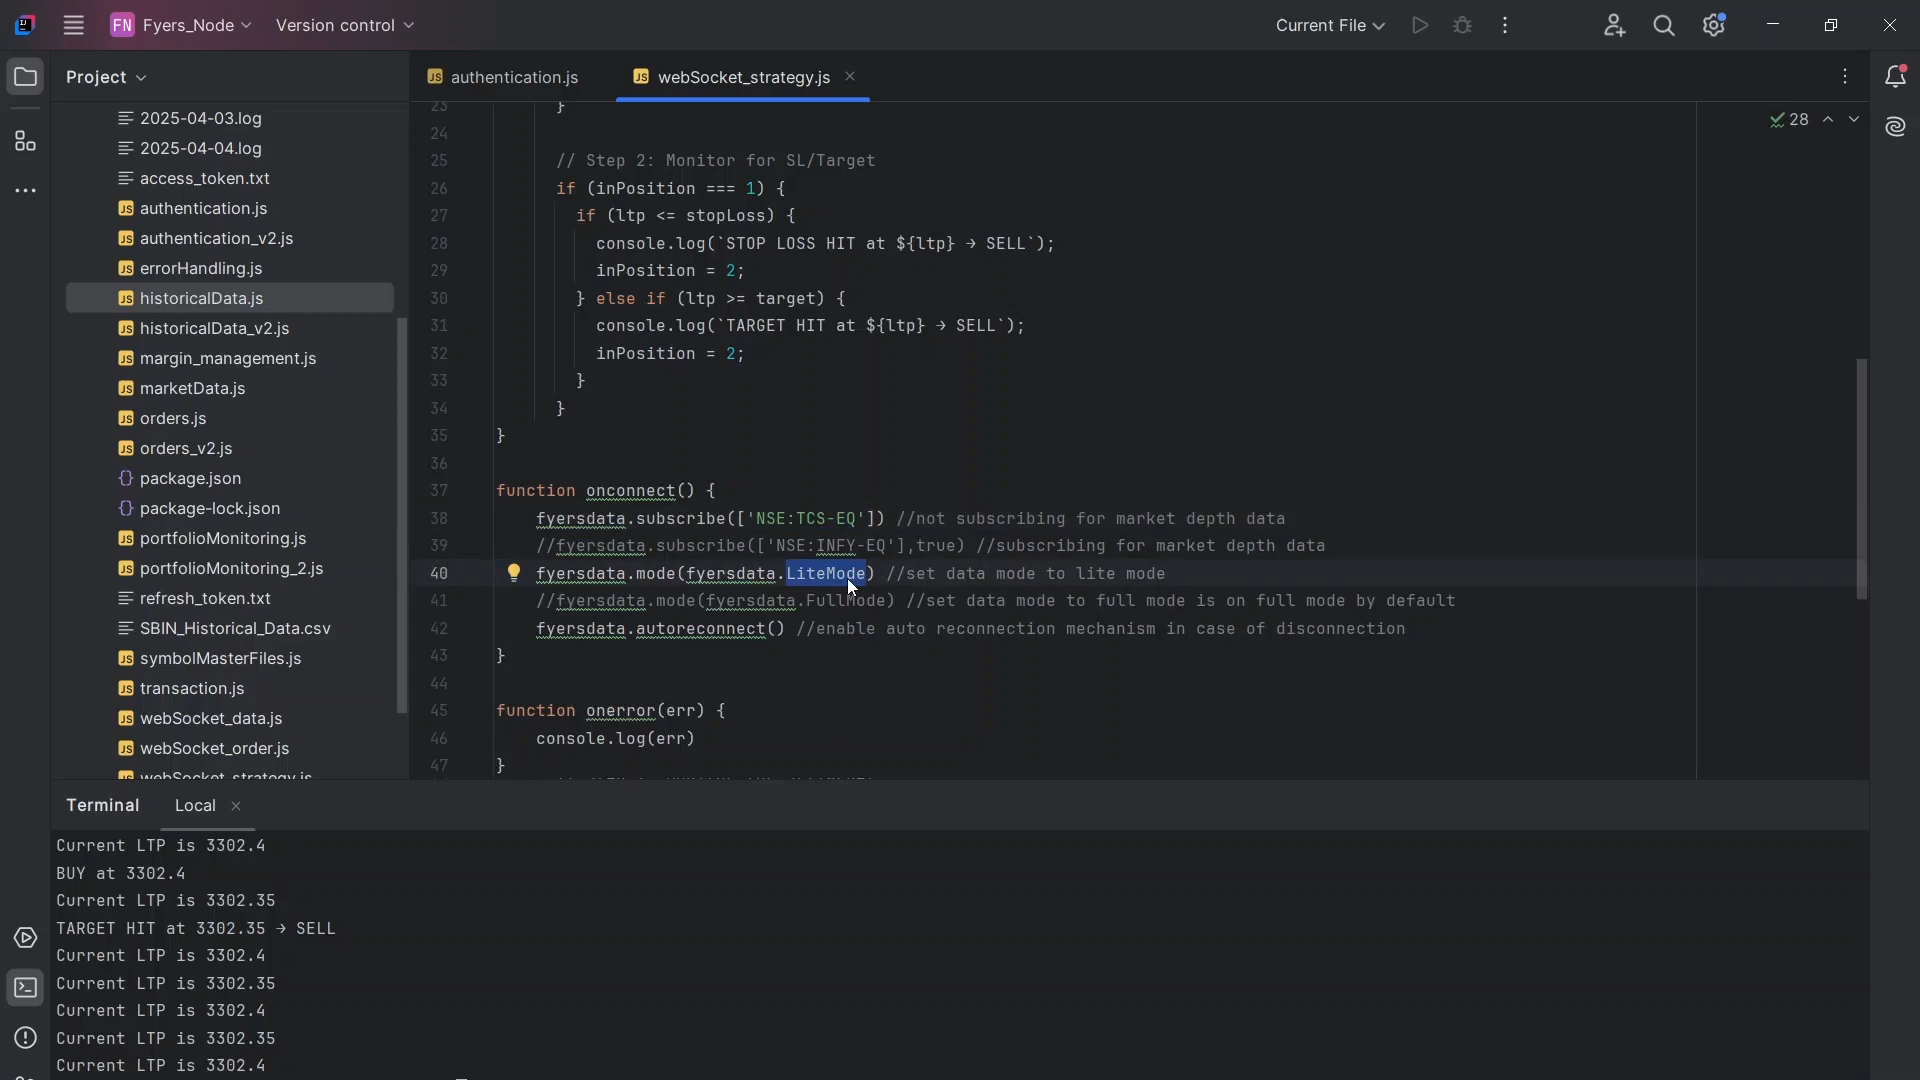 FN Fyers_Node Version control Current File
Project
authentication.js webSocket_strategy.js
28
2025-04-03.log
2025-04-04.log
access_token.txt
authentication.js
authentication_v2.js
errorHandling.js
historicalData.js
historicalData_v2.js
margin_management.js
marketData.js
orders.js
orders_v2.js
package.json
package-lock.json
portfolioMonitoring.js
portfolioMonitoring_2.js
refresh_token.txt
SBIN_Historical_Data.csv
symbolMasterFiles.js
transaction.js
webSocket_data.js
webSocket_order.js
webSocket_strategy.js
23 }
24
25 // Step 2: Monitor for SL/Target
26 if (inPosition === 1) {
27 if (ltp <= stopLoss) {
28 console.log(`STOP LOSS HIT at ${ltp} → SELL`);
29 inPosition = 2;
30 } else if (ltp >= target) {
31 console.log(`TARGET HIT at ${ltp} → SELL`);
32 inPosition = 2;
33 }
34 }
35 }
36
37 function onconnect() {
38 fyersdata.subscribe(['NSE:TCS-EQ']) //not subscribing for market depth data
39 //fyersdata.subscribe(['NSE:INFY-EQ'],true) //subscribing for market depth data
40 fyersdata.mode(fyersdata.LiteMode) //set data mode to lite mode
41 //fyersdata.mode(fyersdata.FullMode) //set data mode to full mode is on full mode by default
42 fyersdata.autoreconnect() //enable auto reconnection mechanism in case of disconnection
43 }
44
45 function onerror(err) {
46 console.log(err)
47 }
Terminal Local
Current LTP is 3302.4
BUY at 3302.4
Current LTP is 3302.35
TARGET HIT at 3302.35 → SELL
Current LTP is 3302.4
Current LTP is 3302.35
Current LTP is 3302.4
Current LTP is 3302.35
Current LTP is 3302.4